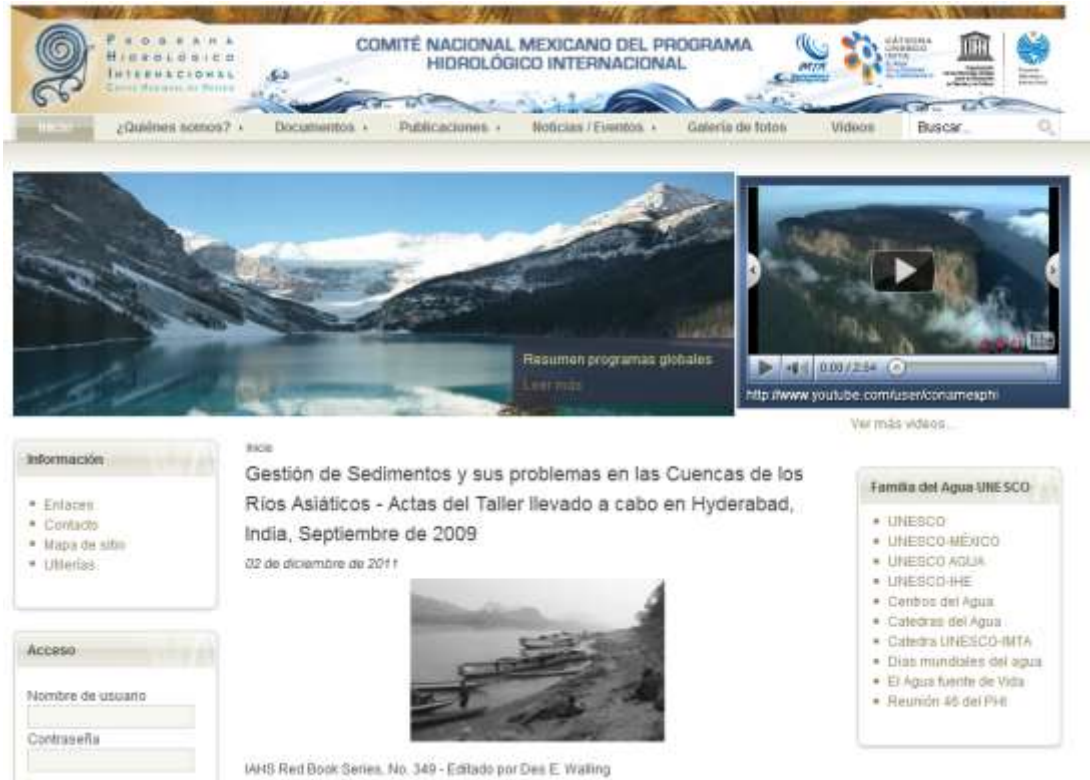 PROGRAMA
HIDROLÓGICO
INTERNACIONAL
COMITÉ NACIONAL MEXICANO DEL PROGRAMA
HIDROLÓGICO INTERNACIONAL
IMTA
CÁTEDRA
UNESCO
IMTA
Inicio
¿Quiénes somos?
Documentos
Publicaciones
Noticias / Eventos
Galería de fotos
Videos
Buscar...
Resumen programas globales
Leer más
0:00 / 2:54
http://www.youtube.com/user/conamexphi
Ver más videos...
Información
Enlaces
Contacto
Mapa de sitio
Utilerías
Acceso
Nombre de usuario
Contraseña
Inicio
Gestión de Sedimentos y sus problemas en las Cuencas de los
Ríos Asiáticos - Actas del Taller llevado a cabo en Hyderabad,
India, Septiembre de 2009
02 de diciembre de 2011
IAHS Red Book Series, No. 349 - Editado por Des E. Walling
Familia del Agua UNESCO
UNESCO
UNESCO-MÉXICO
UNESCO AGUA
UNESCO-IHE
Centros del Agua
Catedras del Agua
Catedra UNESCO-IMTA
Dias mundiales del agua
El Agua fuente de Vida
Reunión 46 del PHI